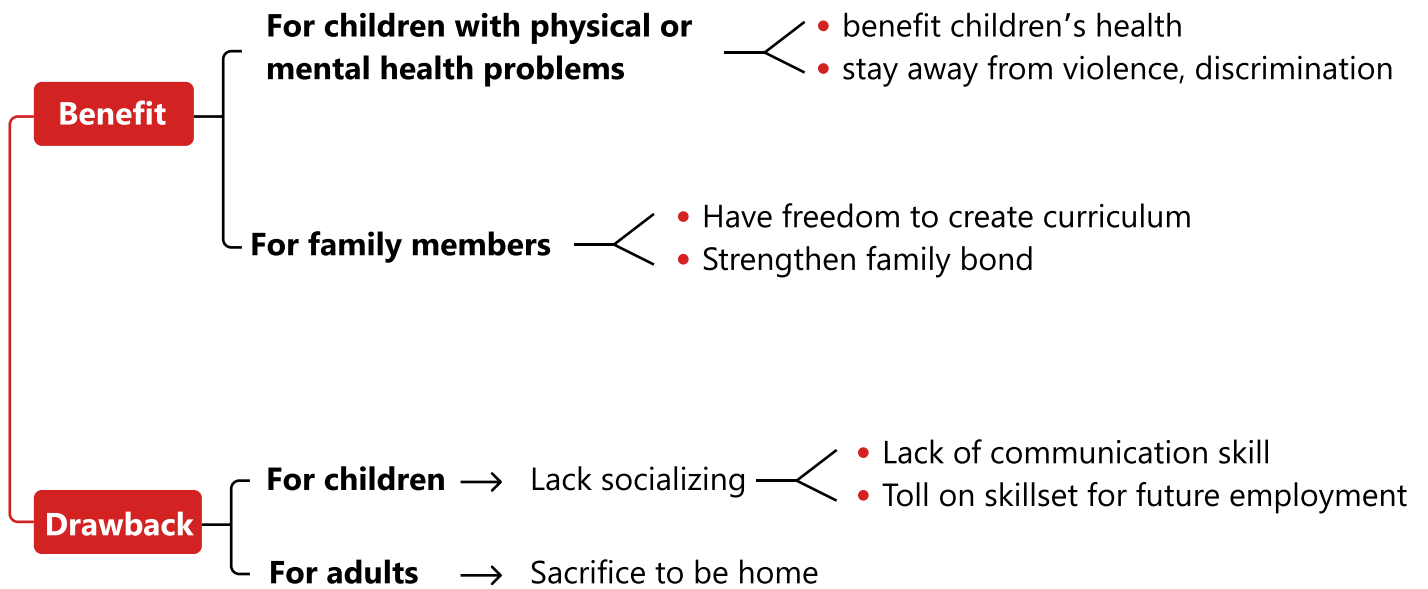 Benefit
For children with physical or
mental health problems
• benefit children’s health
• stay away from violence, discrimination
For family members
• Have freedom to create curriculum
• Strengthen family bond
Drawback
For children → Lack socializing
• Lack of communication skill
• Toll on skillset for future employment
For adults → Sacrifice to be home